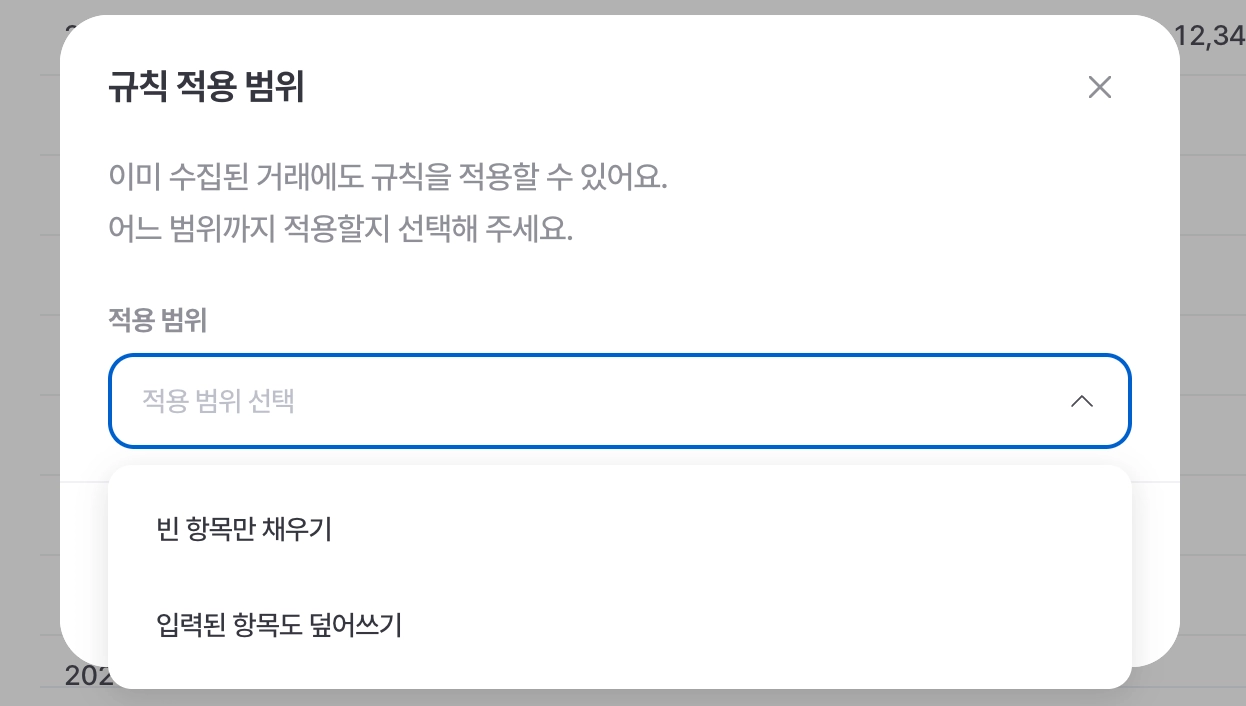 12,34
규칙 적용 범위
이미 수집된 거래에도 규칙을 적용할 수 있어요.
어느 범위까지 적용할지 선택해 주세요.
적용 범위
적용 범위 선택
빈 항목만 채우기
입력된 항목도 덮어쓰기
202